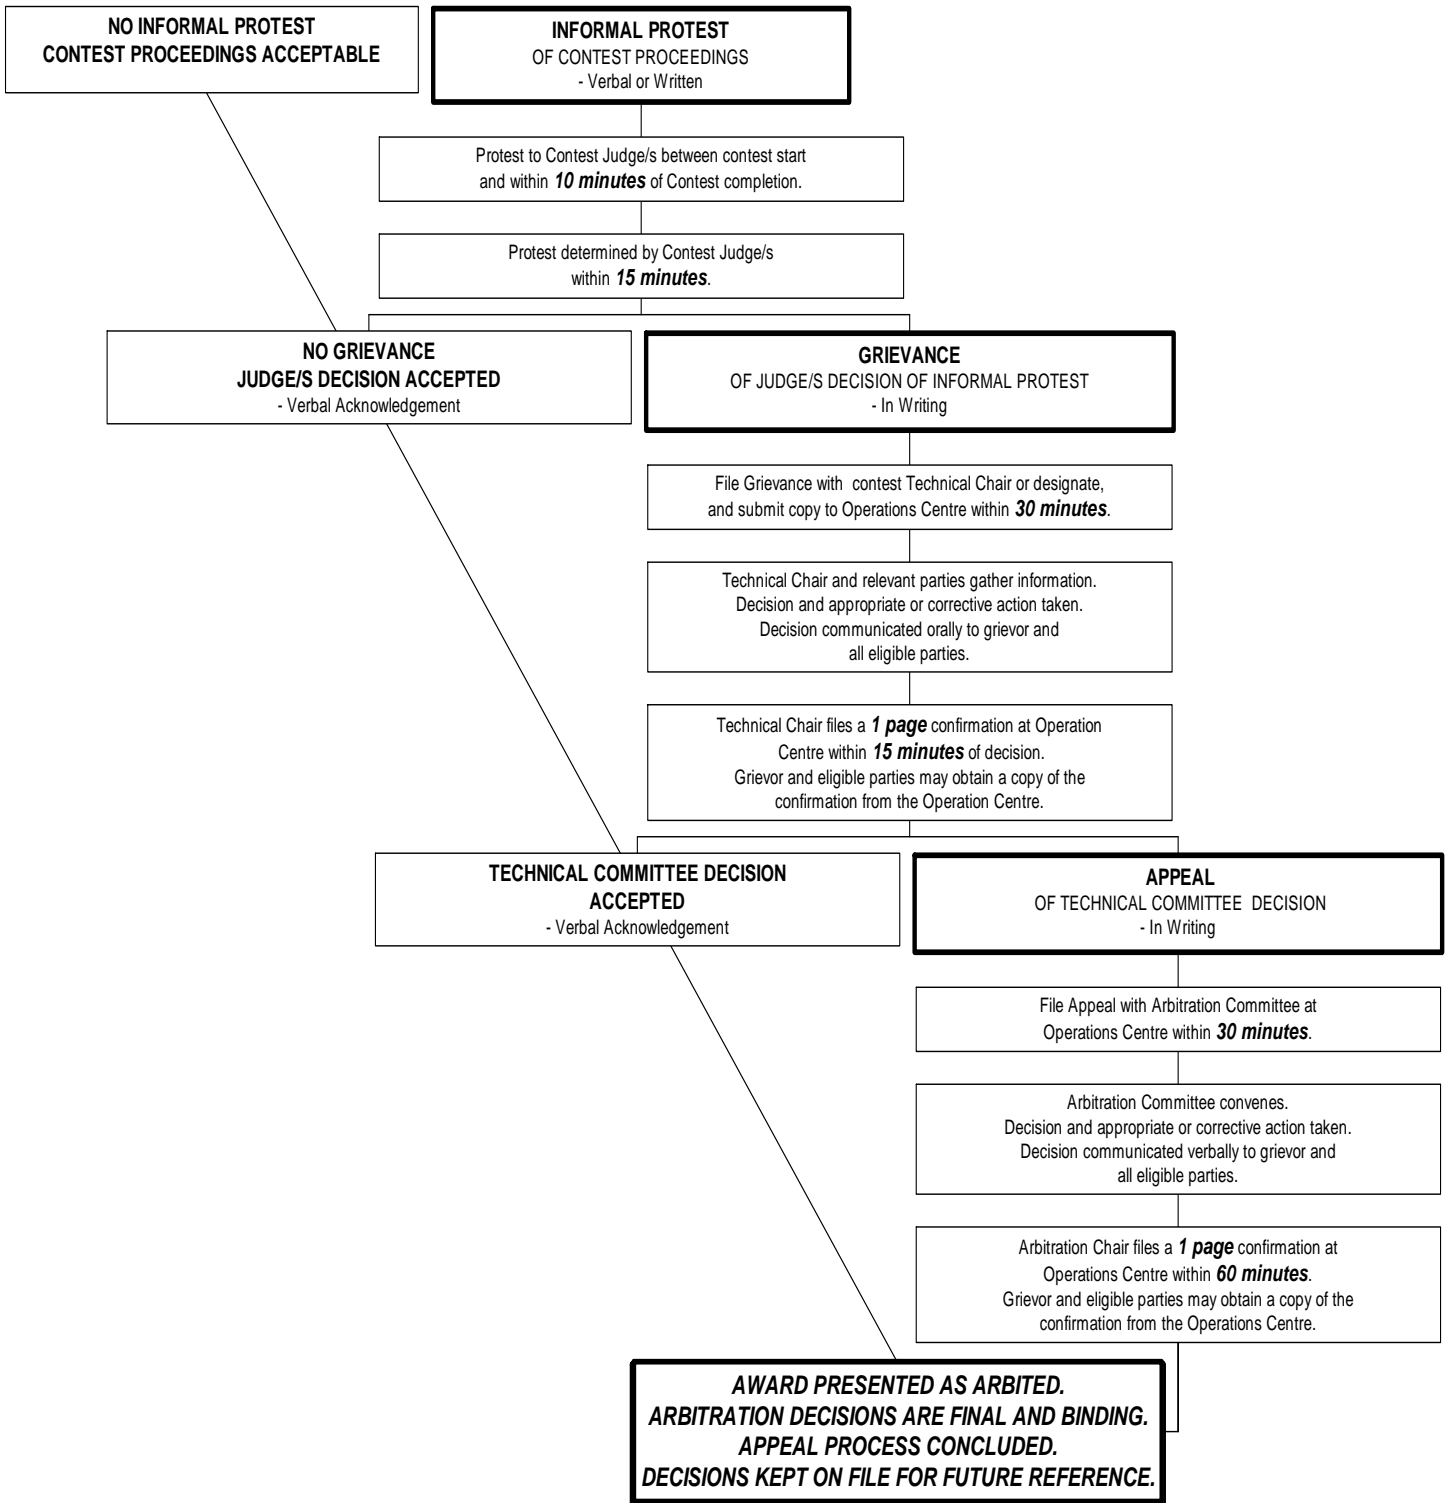 NO INFORMAL PROTEST
CONTEST PROCEEDINGS ACCEPTABLE
INFORMAL PROTEST
OF CONTEST PROCEEDINGS
- Verbal or Written
Protest to Contest Judge/s between contest start
and within 10 minutes of Contest completion.
Protest determined by Contest Judge/s
within 15 minutes.
NO GRIEVANCE
JUDGE/S DECISION ACCEPTED
- Verbal Acknowledgement
GRIEVANCE
OF JUDGE/S DECISION OF INFORMAL PROTEST
- In Writing
File Grievance with contest Technical Chair or designate,
and submit copy to Operations Centre within 30 minutes.
Technical Chair and relevant parties gather information.
Decision and appropriate or corrective action taken.
Decision communicated orally to grievor and
all eligible parties.
Technical Chair files a 1 page confirmation at Operation
Centre within 15 minutes of decision.
Grievor and eligible parties may obtain a copy of the
confirmation from the Operation Centre.
TECHNICAL COMMITTEE DECISION
ACCEPTED
- Verbal Acknowledgement
APPEAL
OF TECHNICAL COMMITTEE DECISION
- In Writing
File Appeal with Arbitration Committee at
Operations Centre within 30 minutes.
Arbitration Committee convenes.
Decision and appropriate or corrective action taken.
Decision communicated verbally to grievor and
all eligible parties.
Arbitration Chair files a 1 page confirmation at
Operations Centre within 60 minutes.
Grievor and eligible parties may obtain a copy of the
confirmation from the Operations Centre.
AWARD PRESENTED AS ARBITED.
ARBITRATION DECISIONS ARE FINAL AND BINDING.
APPEAL PROCESS CONCLUDED.
DECISIONS KEPT ON FILE FOR FUTURE REFERENCE.